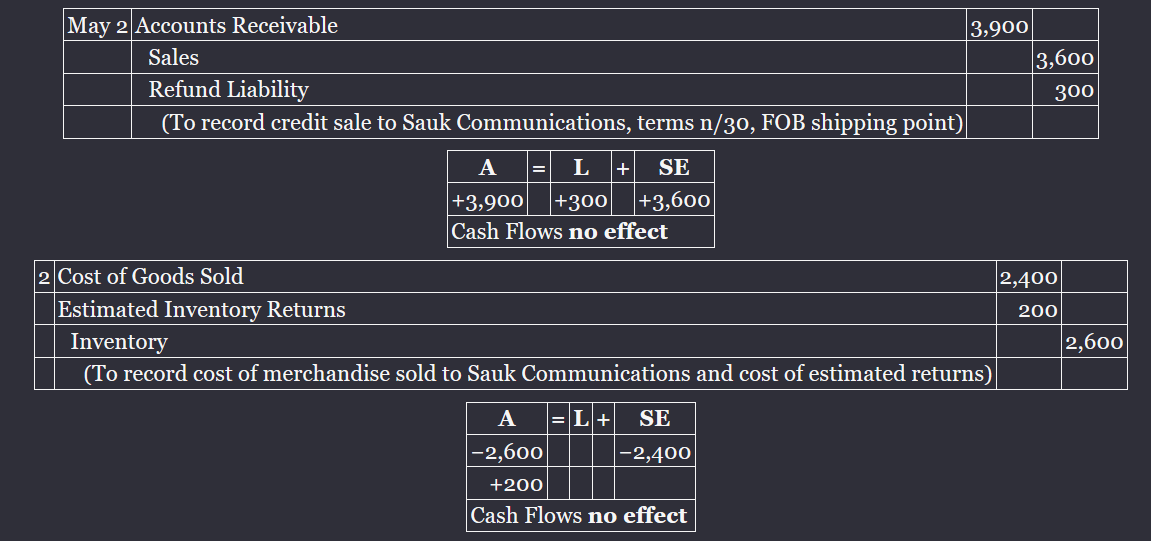 May 2 Accounts Receivable 3,900
Sales 3,600
Refund Liability 300
(To record credit sale to Sauk Communications, terms n/30, FOB shipping point)
A = L + SE
+3,900 +300 +3,600
Cash Flows no effect
2 Cost of Goods Sold 2,400
Estimated Inventory Returns 200
Inventory 2,600
(To record cost of merchandise sold to Sauk Communications and cost of estimated returns)
A = L + SE
−2,600 −2,400
+200
Cash Flows no effect